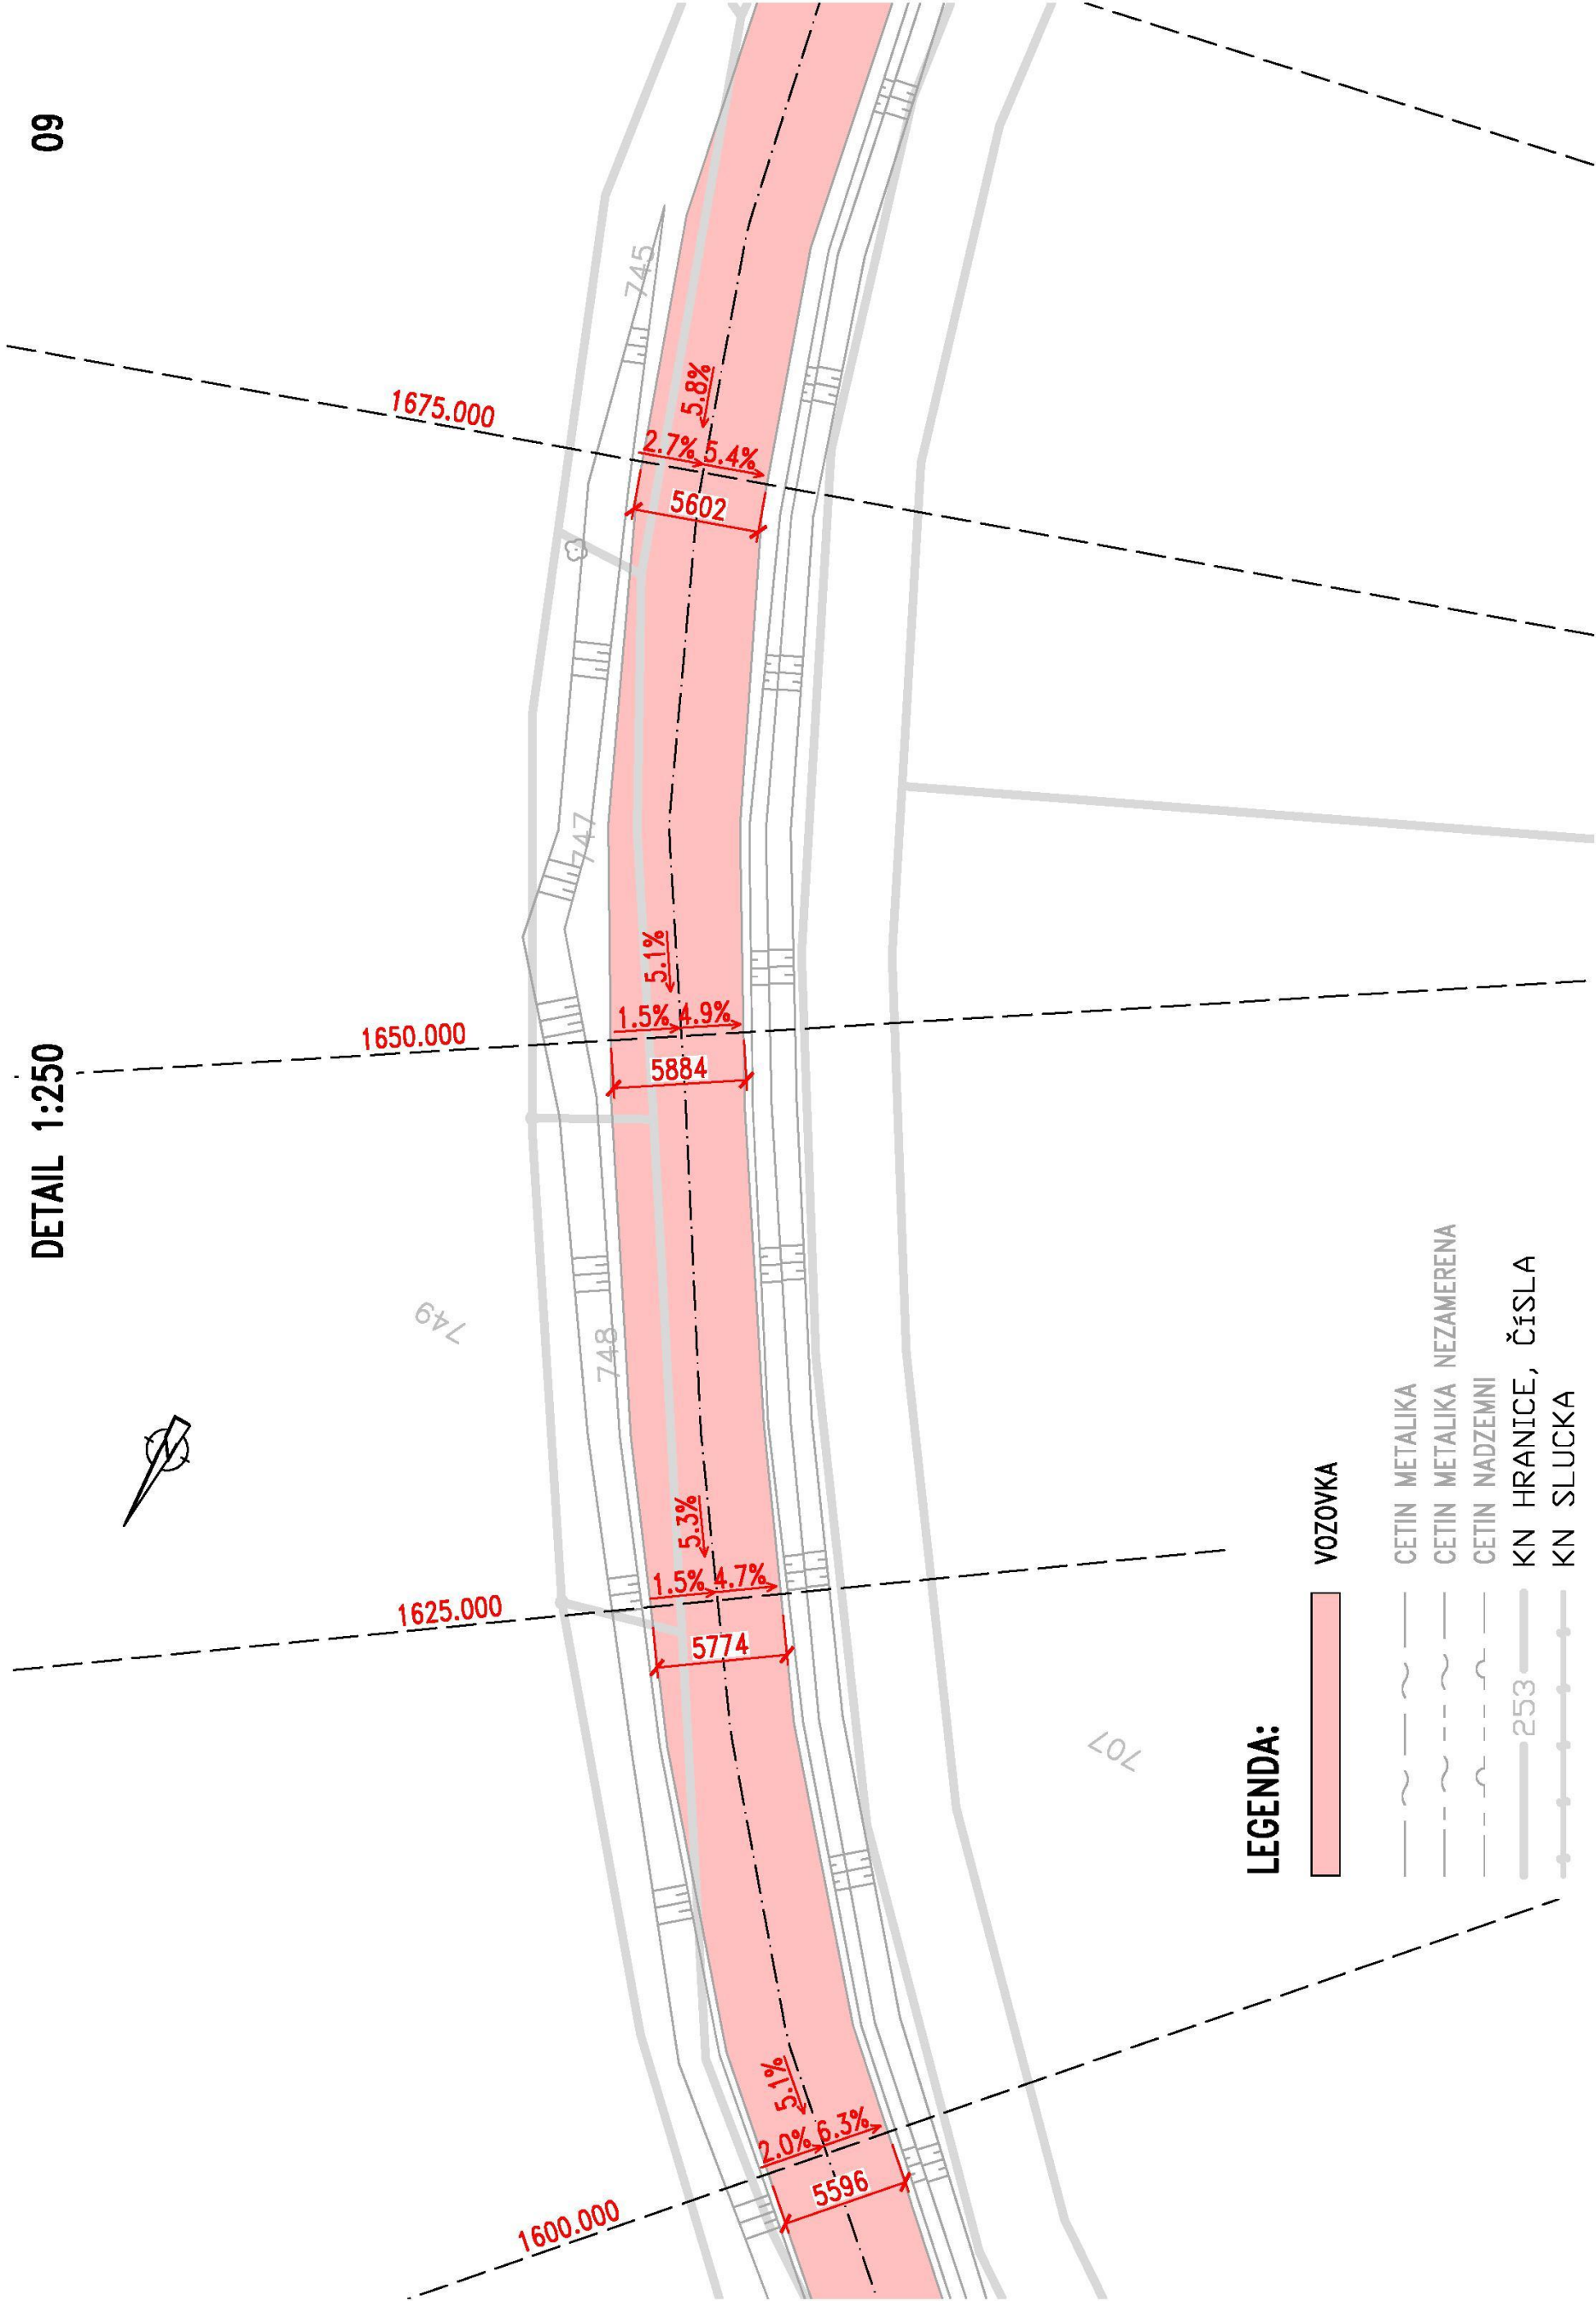 DETAIL 1:250
09
1675.000
5.8%
2.7% 5.4%
5602
745
747
1650.000
5.1%
1.5% 4.9%
5884
749
748
1625.000
5.3%
1.5% 4.7%
5774
707
1600.000
5.1%
2.0% 6.3%
5596
LEGENDA:
VOZOVKA
CETIN METALIKA
CETIN METALIKA NEZAMERENA
CETIN NADZEMNI
253 KN HRANICE, ČíSLA
KN SLUCKA